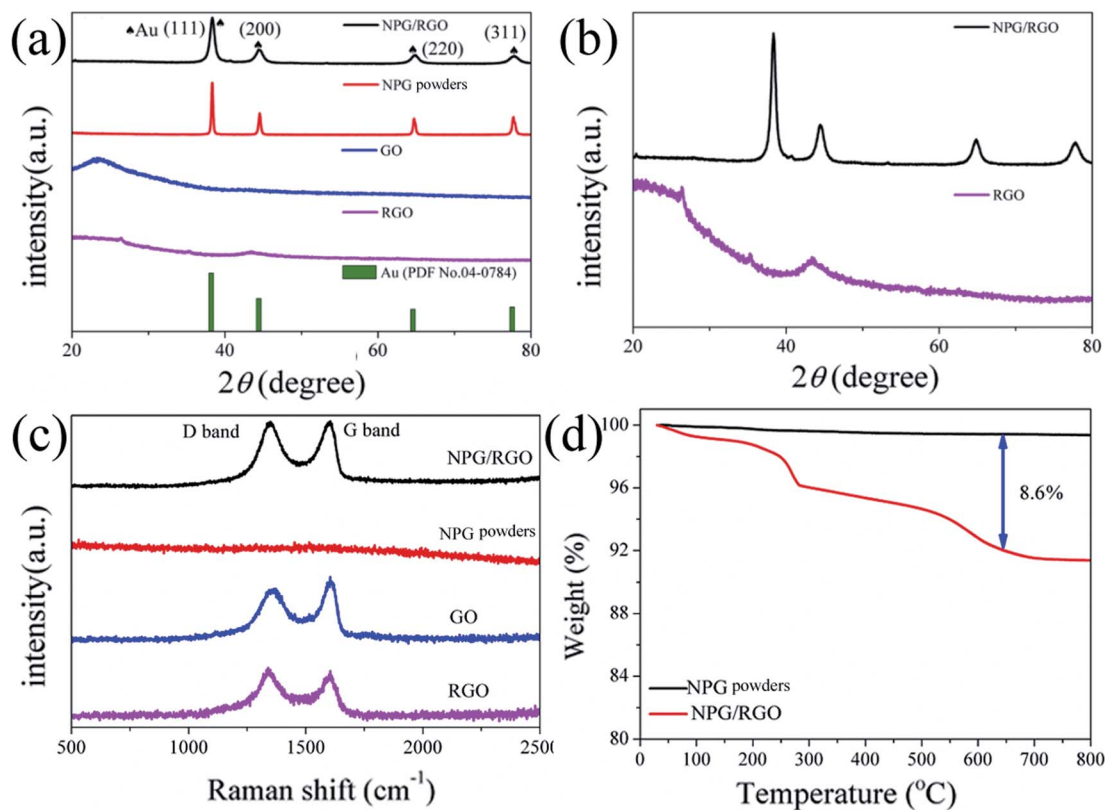 (a)
♠Au (111) ♠ (200) (220) (311)
NPG/RGO
NPG powders
GO
RGO
Au (PDF No.04-0784)
intensity(a.u.)
20 40 60 80
2θ (degree)
(b)
NPG/RGO
RGO
intensity(a.u.)
20 40 60 80
2θ (degree)
(c)
D band G band
NPG/RGO
NPG powders
GO
RGO
intensity(a.u.)
500 1000 1500 2000 2500
Raman shift (cm⁻¹)
(d)
100
96
92
88
84
80
8.6%
Weight (%)
NPG powders
NPG/RGO
0 100 200 300 400 500 600 700 800
Temperature (°C)